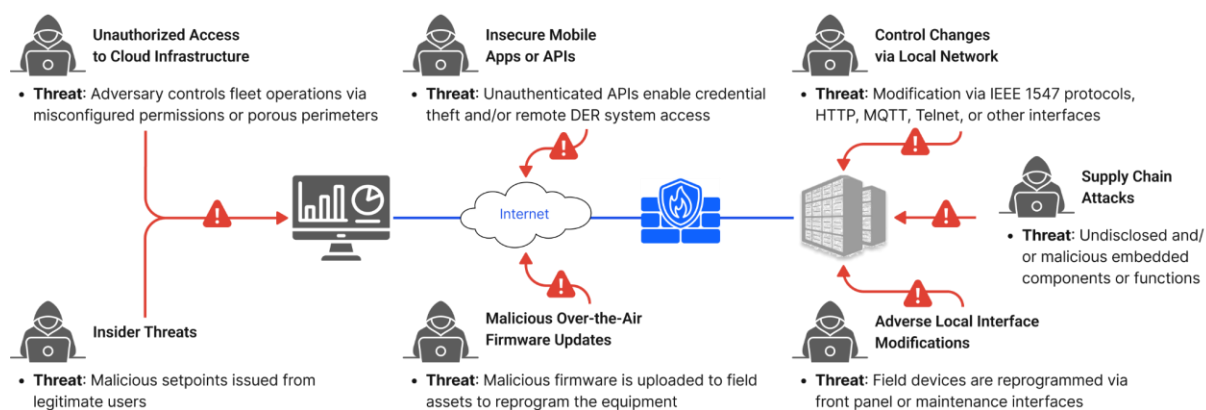 Unauthorized Access
to Cloud Infrastructure
• Threat: Adversary controls fleet operations via
misconfigured permissions or porous perimeters
Insecure Mobile
Apps or APIs
• Threat: Unauthenticated APIs enable credential
theft and/or remote DER system access
Control Changes
via Local Network
• Threat: Modification via IEEE 1547 protocols,
HTTP, MQTT, Telnet, or other interfaces
Internet
Supply Chain
Attacks
• Threat: Undisclosed and/
or malicious embedded
components or functions
Insider Threats
• Threat: Malicious setpoints issued from
legitimate users
Malicious Over-the-Air
Firmware Updates
• Threat: Malicious firmware is uploaded to field
assets to reprogram the equipment
Adverse Local Interface
Modifications
• Threat: Field devices are reprogrammed via
front panel or maintenance interfaces